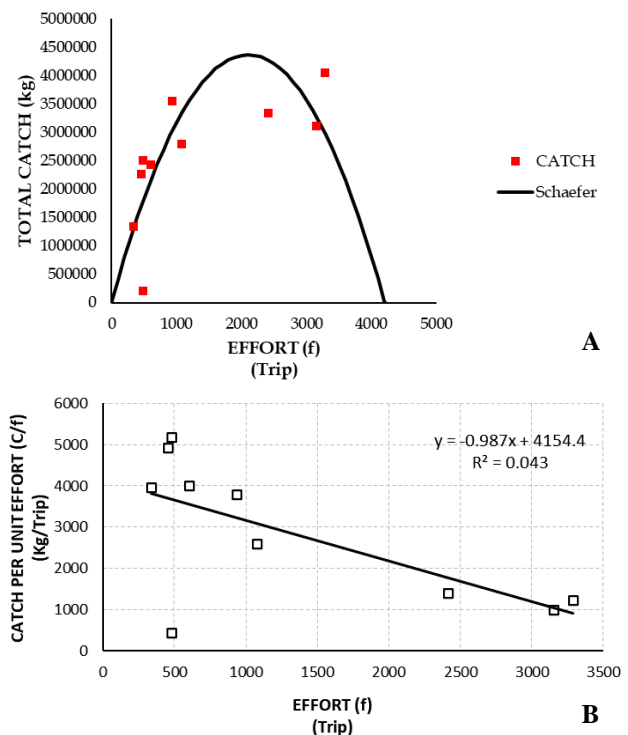 5000000
4500000
4000000
3500000
3000000
2500000
2000000
1500000
1000000
500000
0
TOTAL CATCH (kg)
CATCH
Schaefer
0 1000 2000 3000 4000 5000
EFFORT (f)
(Trip)
A
6000
5000
4000
3000
2000
1000
0
CATCH PER UNIT EFFORT (C/f)
(Kg/Trip)
y = -0.987x + 4154.4
R² = 0.043
0 500 1000 1500 2000 2500 3000 3500
EFFORT (f)
(Trip)
B